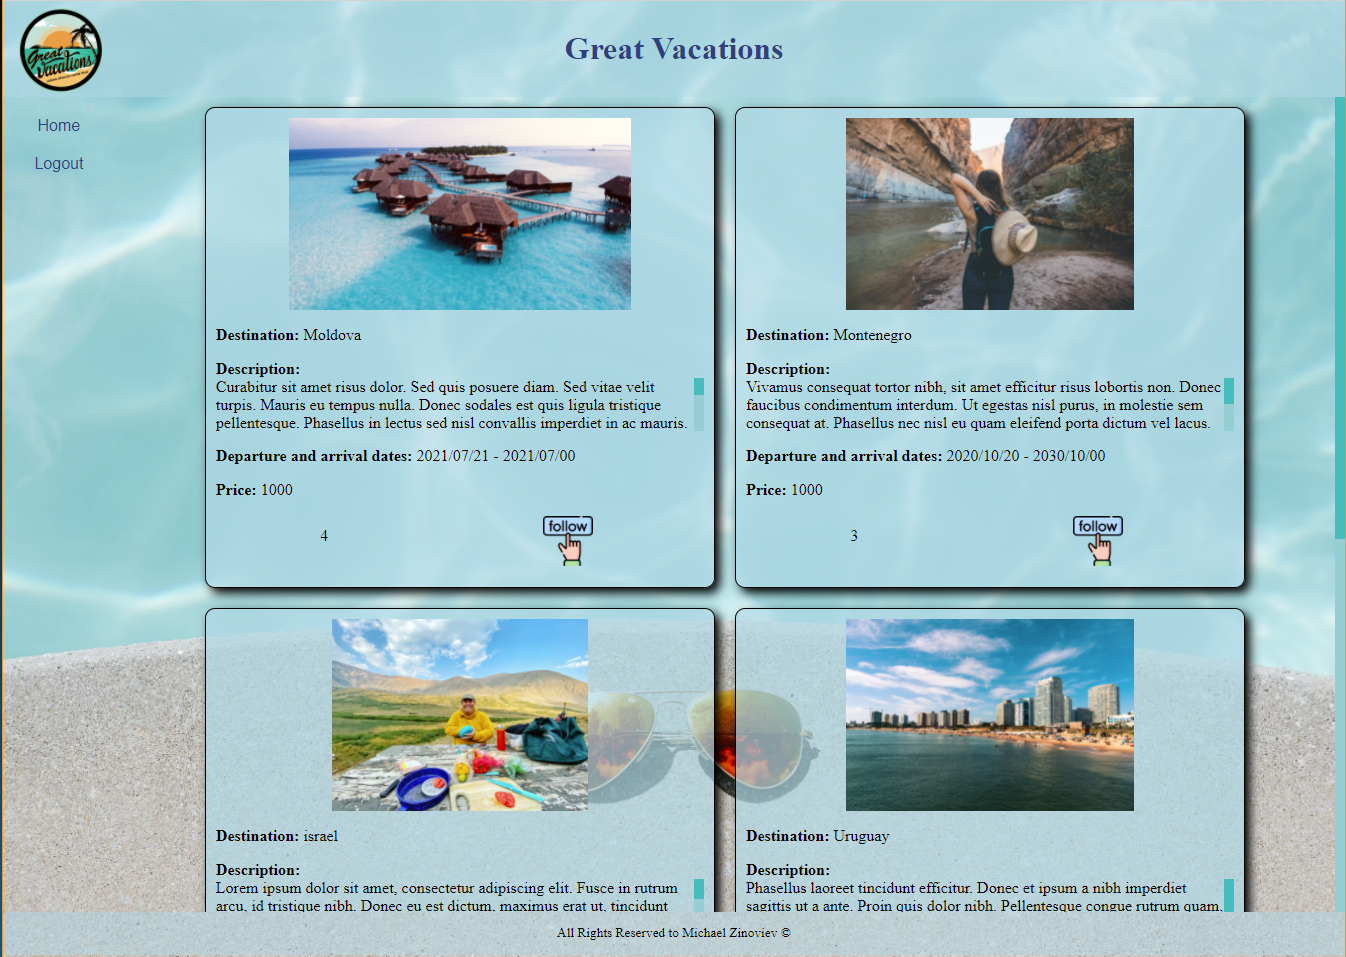 Great Vacations
Great Vacations
Home
Logout
Destination: Moldova
Description:
Curabitur sit amet risus dolor. Sed quis posuere diam. Sed vitae velit
turpis. Mauris eu tempus nulla. Donec sodales est quis ligula tristique
pellentesque. Phasellus in lectus sed nisl convallis imperdiet in ac mauris.
Departure and arrival dates: 2021/07/21 - 2021/07/00
Price: 1000
4
follow
Destination: Montenegro
Description:
Vivamus consequat tortor nibh, sit amet efficitur risus lobortis non. Donec
faucibus condimentum interdum. Ut egestas nisl purus, in molestie sem
consequat at. Phasellus nec nisl eu quam eleifend porta dictum vel lacus.
Departure and arrival dates: 2020/10/20 - 2030/10/00
Price: 1000
3
follow
Destination: israel
Description:
Lorem ipsum dolor sit amet, consectetur adipiscing elit. Fusce in rutrum
arcu, id tristique nibh. Donec eu est dictum, maximus erat ut, tincidunt
Destination: Uruguay
Description:
Phasellus laoreet tincidunt efficitur. Donec et ipsum a nibh imperdiet
sagittis ut a ante. Proin quis dolor nibh. Pellentesque congue rutrum quam,
All Rights Reserved to Michael Zinoviev ©